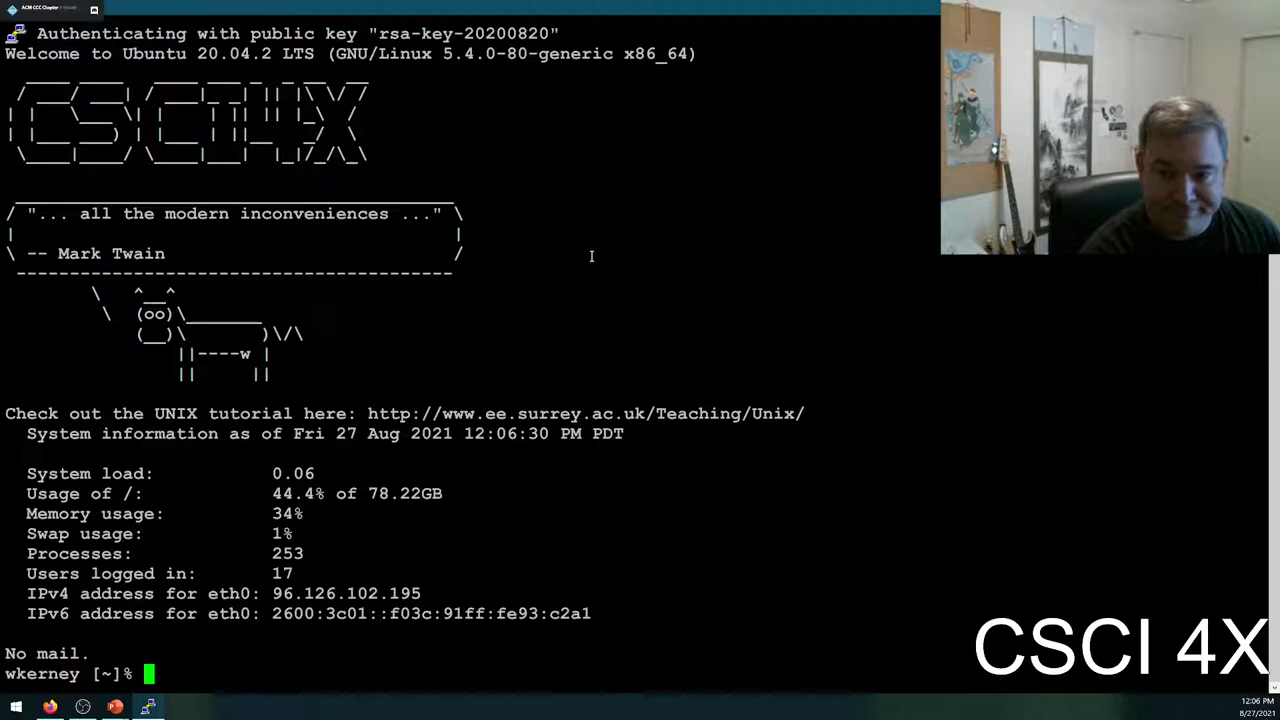 ACM CCC Chapter
Authenticating with public key "rsa-key-20200820"
Welcome to Ubuntu 20.04.2 LTS (GNU/Linux 5.4.0-80-generic x86_64)
CSCI4X
"... all the modern inconveniences ..."
-- Mark Twain
Check out the UNIX tutorial here: http://www.ee.surrey.ac.uk/Teaching/Unix/
System information as of Fri 27 Aug 2021 12:06:30 PM PDT
System load: 0.06
Usage of /: 44.4% of 78.22GB
Memory usage: 34%
Swap usage: 1%
Processes: 253
Users logged in: 17
IPv4 address for eth0: 96.126.102.195
IPv6 address for eth0: 2600:3c01::f03c:91ff:fe93:c2a1
No mail.
wkerney [~]%
CSCI 4X
12:06 PM
8/27/2021